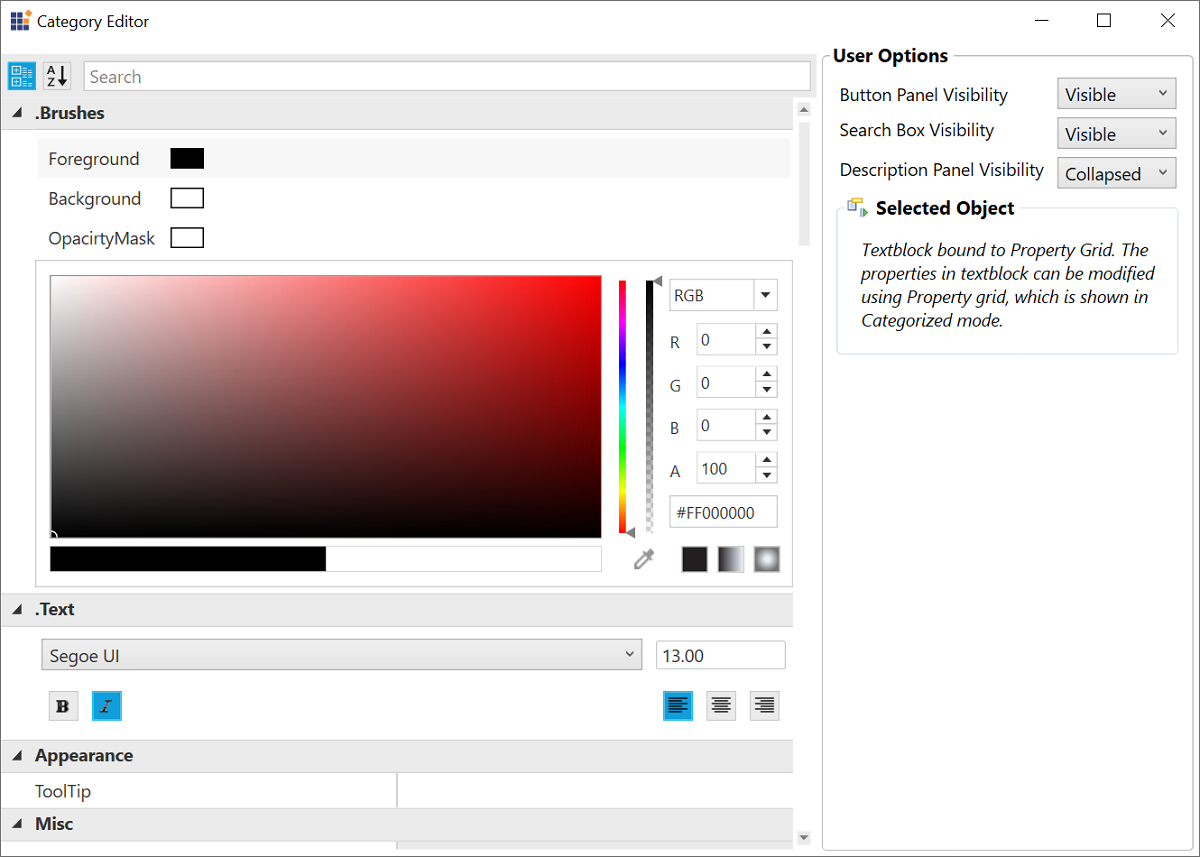 Category Editor
A
Z
Search
.Brushes
Foreground
Background
OpacirtyMask
RGB
R 0
G 0
B 0
A 100
#FF000000
.Text
Segoe UI 13.00
B I
Appearance
ToolTip
Misc
User Options
Button Panel Visibility Visible
Search Box Visibility Visible
Description Panel Visibility Collapsed
Selected Object
Textblock bound to Property Grid. The
properties in textblock can be modified
using Property grid, which is shown in
Categorized mode.